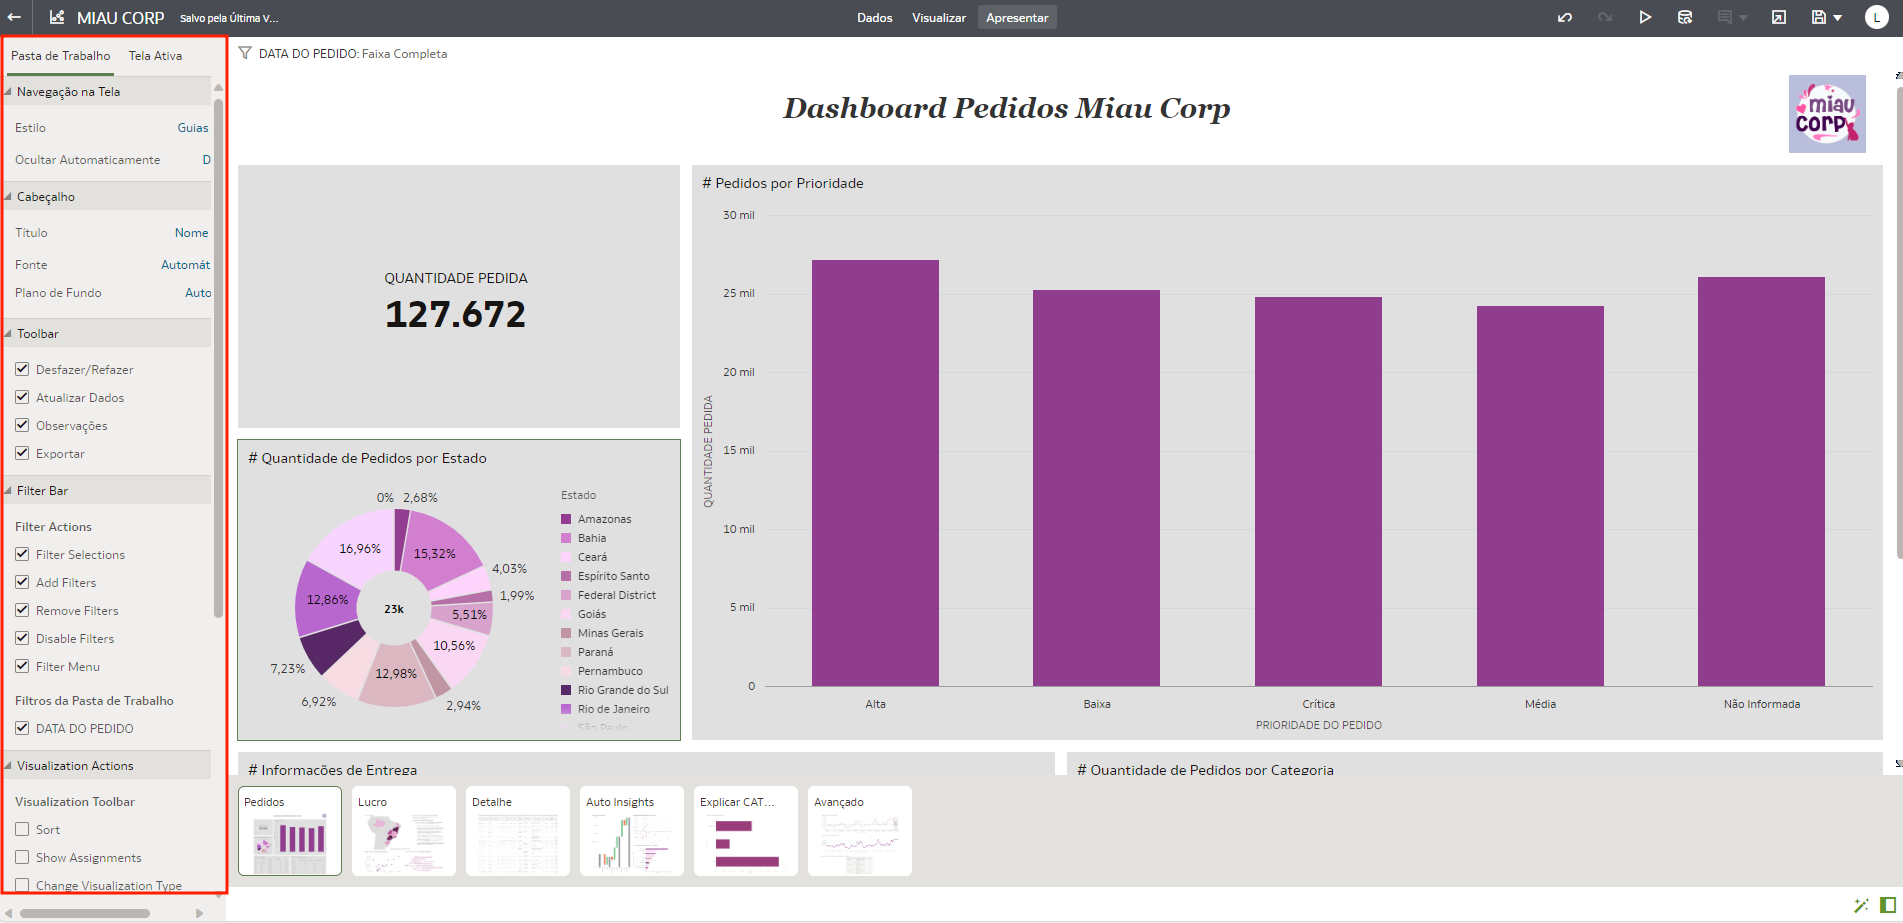 MIAU CORP
Salvo pela Última V...
Dados
Visualizar
Apresentar
L
Pasta de Trabalho
Tela Ativa
Navegação na Tela
Estilo
Guias
Ocultar Automaticamente
D
Cabeçalho
Título
Nome
Fonte
Automát
Plano de Fundo
Auto
Toolbar
Desfazer/Refazer
Atualizar Dados
Observações
Exportar
Filter Bar
Filter Actions
Filter Selections
Add Filters
Remove Filters
Disable Filters
Filter Menu
Filtros da Pasta de Trabalho
DATA DO PEDIDO
Visualization Actions
Visualization Toolbar
Sort
Show Assignments
Change Visualization Type
DATA DO PEDIDO: Faixa Completa
Dashboard Pedidos Miau Corp
miau
corp
QUANTIDADE PEDIDA
127.672
# Pedidos por Prioridade
30 mil
25 mil
20 mil
15 mil
10 mil
5 mil
0
QUANTIDADE PEDIDA
Alta
Baixa
Crítica
Média
Não Informada
PRIORIDADE DO PEDIDO
# Quantidade de Pedidos por Estado
0%
2,68%
15,32%
4,03%
1,99%
5,51%
10,56%
2,94%
12,98%
6,92%
7,23%
12,86%
16,96%
23k
Estado
Amazonas
Bahia
Ceará
Espírito Santo
Federal District
Goiás
Minas Gerais
Paraná
Pernambuco
Rio Grande do Sul
Rio de Janeiro
São Paulo
# Informações de Entrega
# Quantidade de Pedidos por Categoria
Pedidos
Lucro
Detalhe
Auto Insights
Explicar CAT...
Avançado